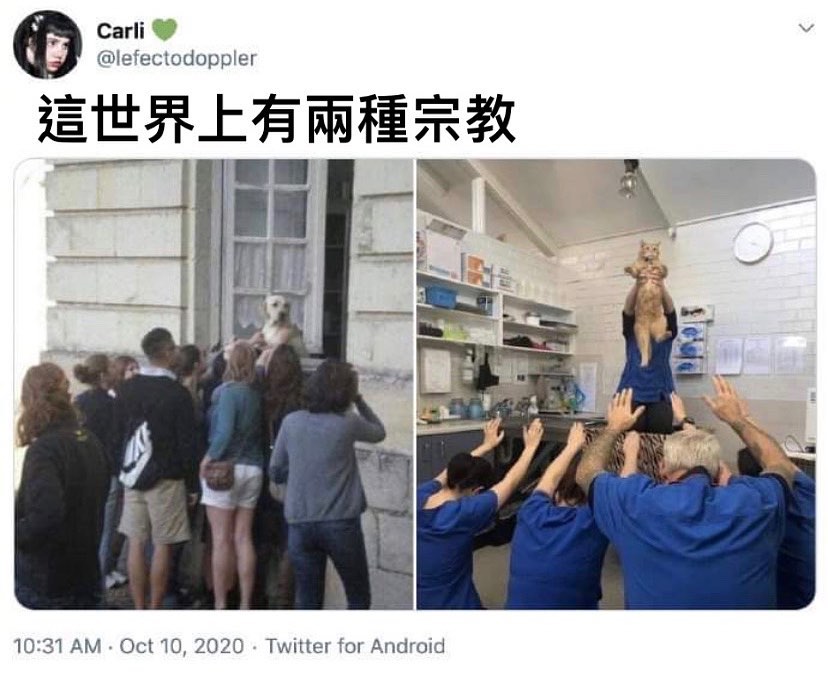 Carli 💚
@lefectodoppler
這世界上有兩種宗教
10:31 AM · Oct 10, 2020 · Twitter for Android